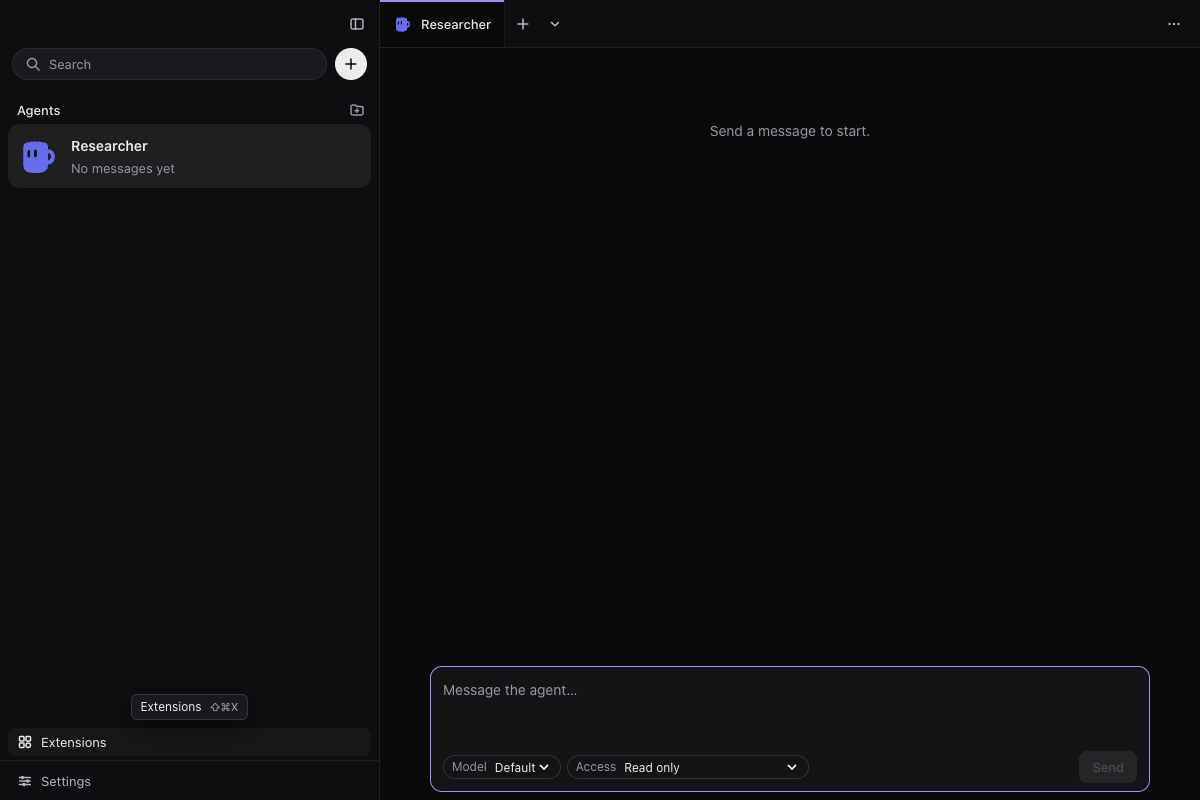 Search
Agents
Researcher
No messages yet
Extensions ⇧⌘X
Extensions
Settings
Researcher
Send a message to start.
Message the agent...
Model Default
Access Read only
Send